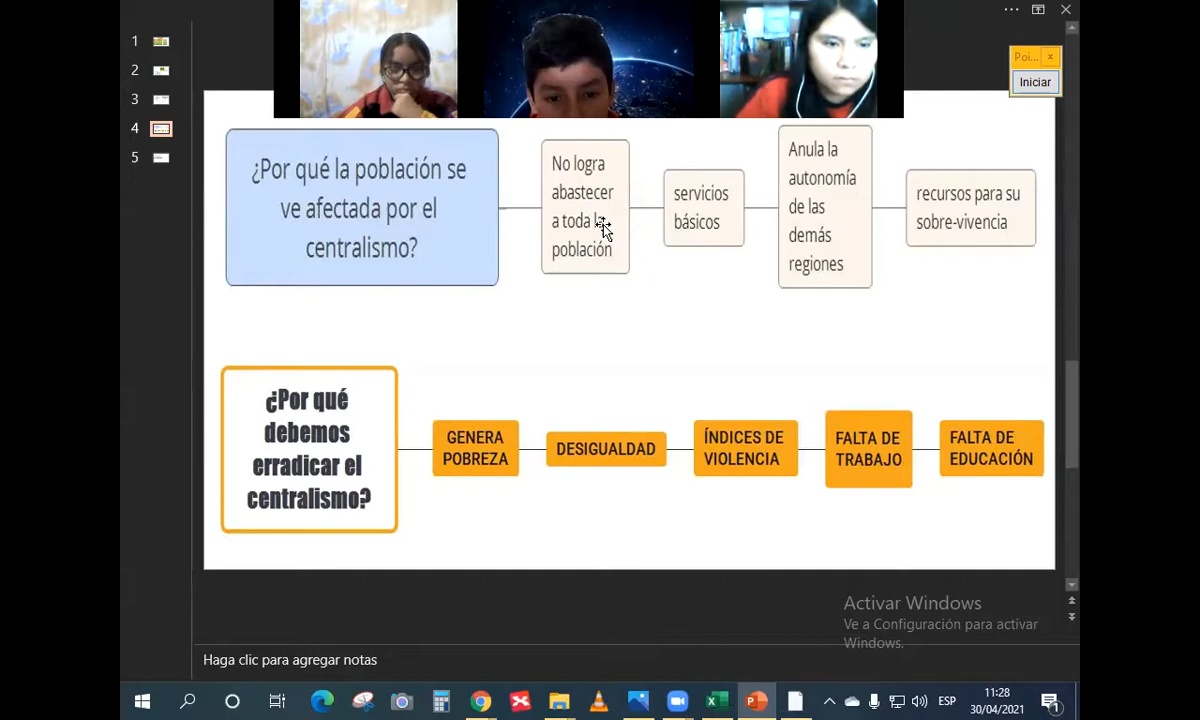 1
2
3
4
5
Poi...
Iniciar
¿Por qué la población se
ve afectada por el
centralismo?
No logra
abastecer
a toda la
población
servicios
básicos
Anula la
autonomía
de las
demás
regiones
recursos para su
sobre-vivencia
¿Por qué
debemos
erradicar el
centralismo?
GENERA
POBREZA
DESIGUALDAD
ÍNDICES DE
VIOLENCIA
FALTA DE
TRABAJO
FALTA DE
EDUCACIÓN
Activar Windows
Ve a Configuración para activar
Windows.
Haga clic para agregar notas
ESP
11:28
30/04/2021